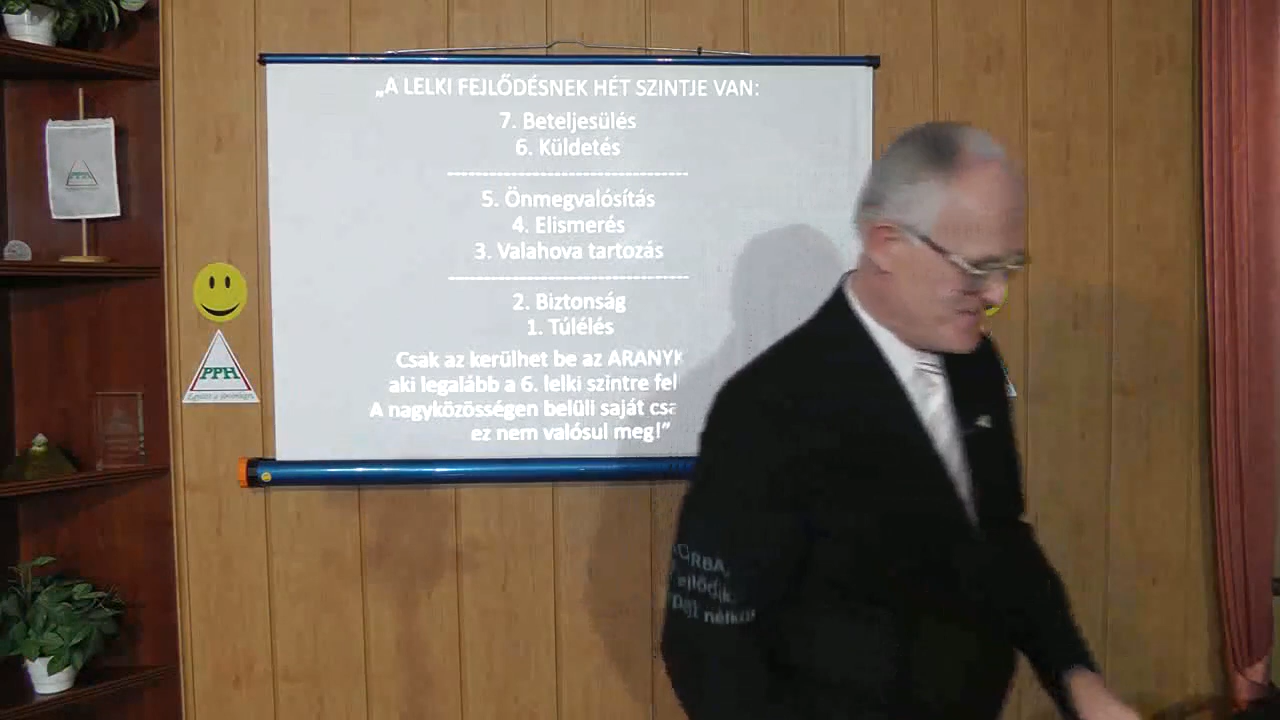 „A LELKI FEJLŐDÉSNEK HÉT SZINTJE VAN:
7. Beteljesülés
6. Küldetés
5. Önmegvalósítás
4. Elismerés
3. Valahova tartozás
2. Biztonság
1. Túlélés
Csak az kerülhet be az ARANYK
aki legalább a 6. lelki szintre fel
A nagyközösségen belüli saját csa
ez nem valósul meg!”
PPH
PPH